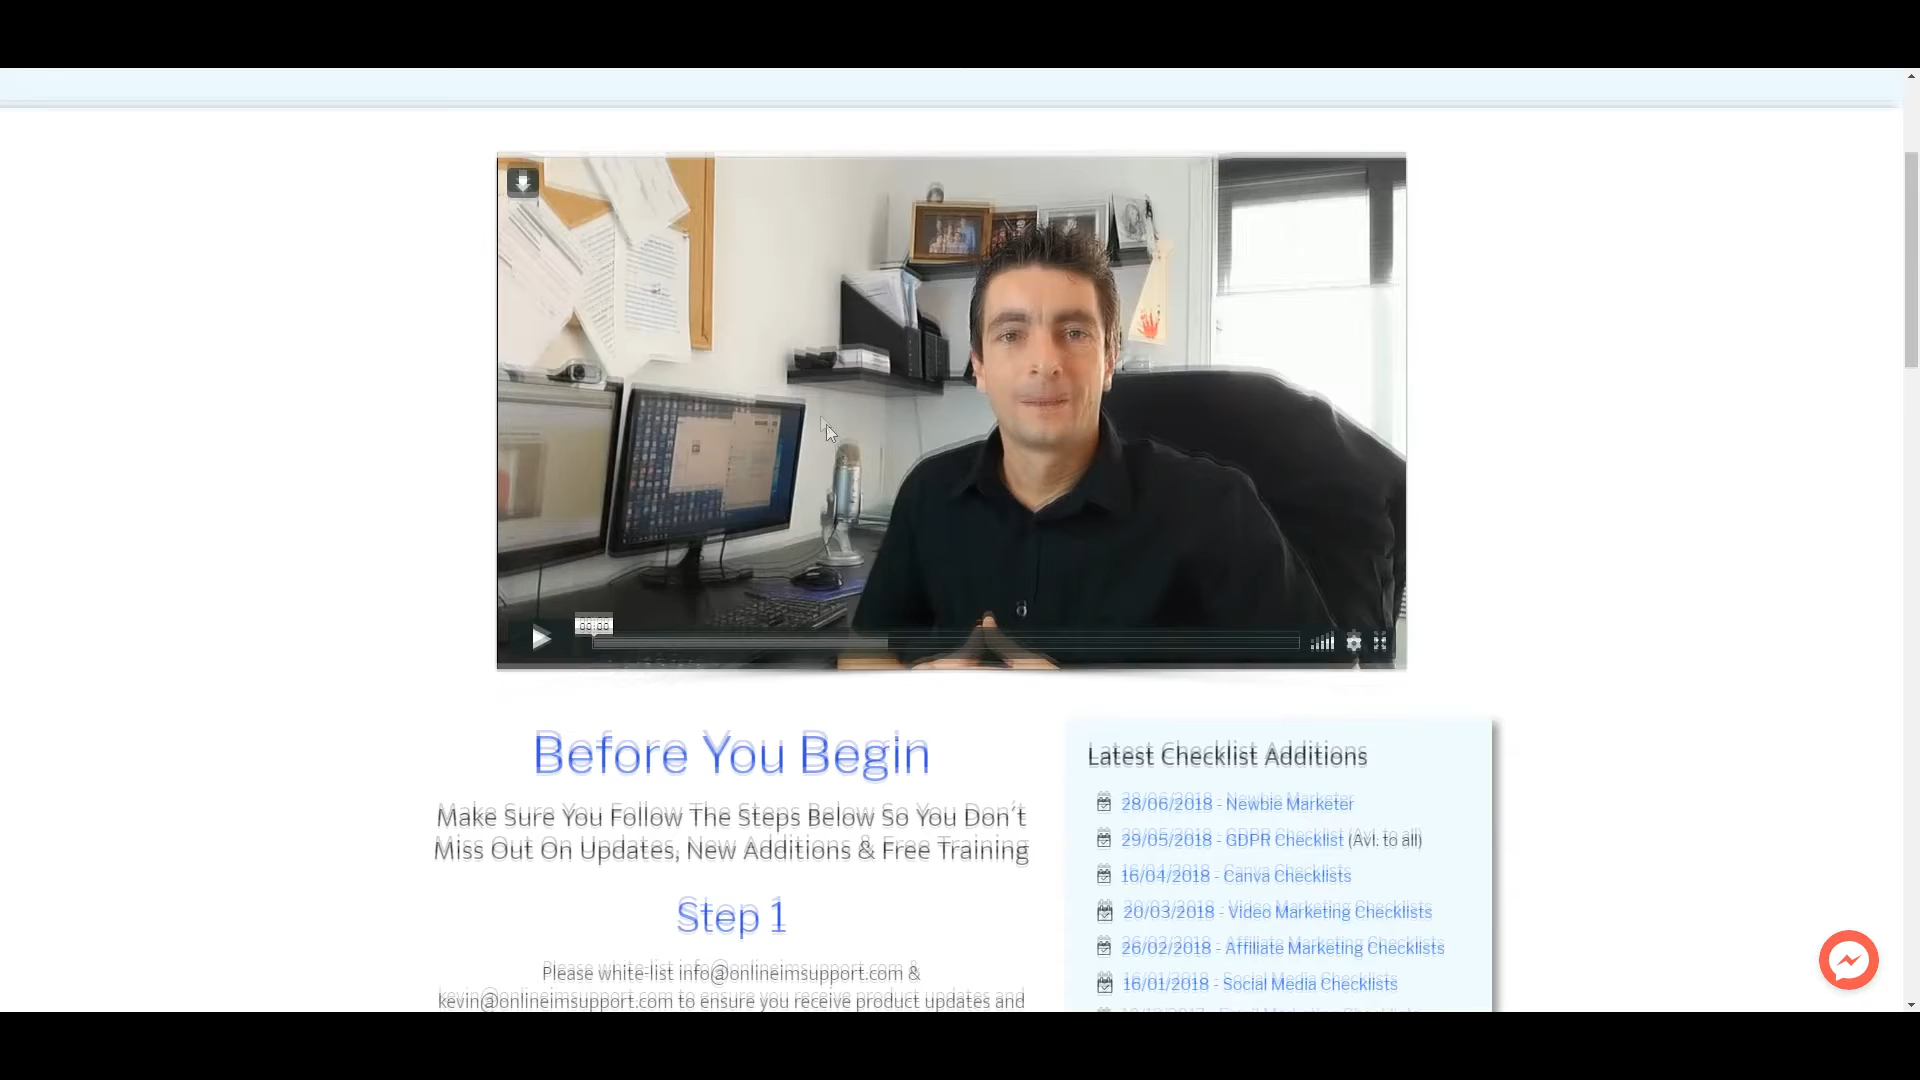 00:00
Before You Begin
Make Sure You Follow The Steps Below So You Don't
Miss Out On Updates, New Additions & Free Training
Step 1
Please white-list info@onlineimsupport.com &
kevin@onlineimsupport.com to ensure you receive product updates and
Latest Checklist Additions
28/06/2018 - Newbie Marketer
29/05/2018 - GDPR Checklist (Avl. to all)
16/04/2018 - Canva Checklists
20/03/2018 - Video Marketing Checklists
26/02/2018 - Affiliate Marketing Checklists
16/01/2018 - Social Media Checklists